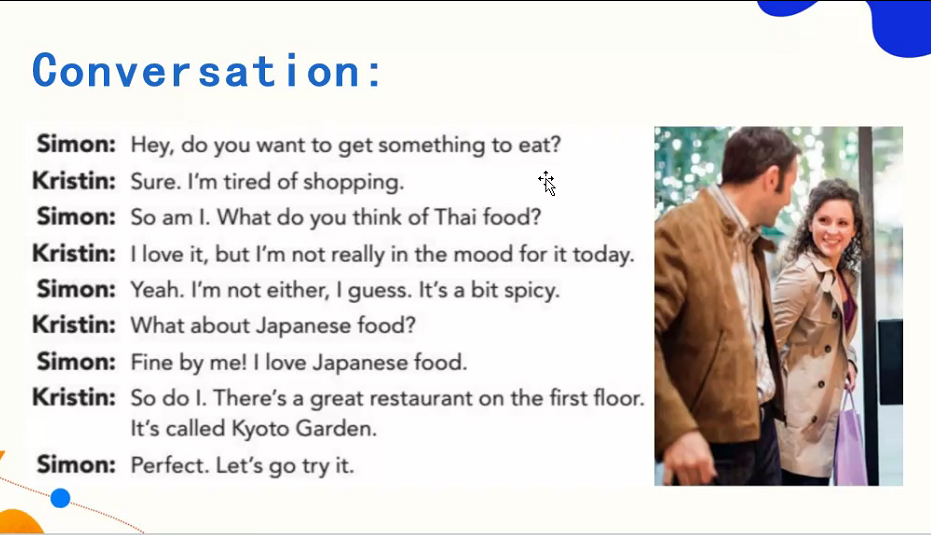 Conversation:
Simon: Hey, do you want to get something to eat?
Kristin: Sure. I'm tired of shopping.
Simon: So am I. What do you think of Thai food?
Kristin: I love it, but I'm not really in the mood for it today.
Simon: Yeah. I'm not either, I guess. It's a bit spicy.
Kristin: What about Japanese food?
Simon: Fine by me! I love Japanese food.
Kristin: So do I. There's a great restaurant on the first floor.
It's called Kyoto Garden.
Simon: Perfect. Let's go try it.